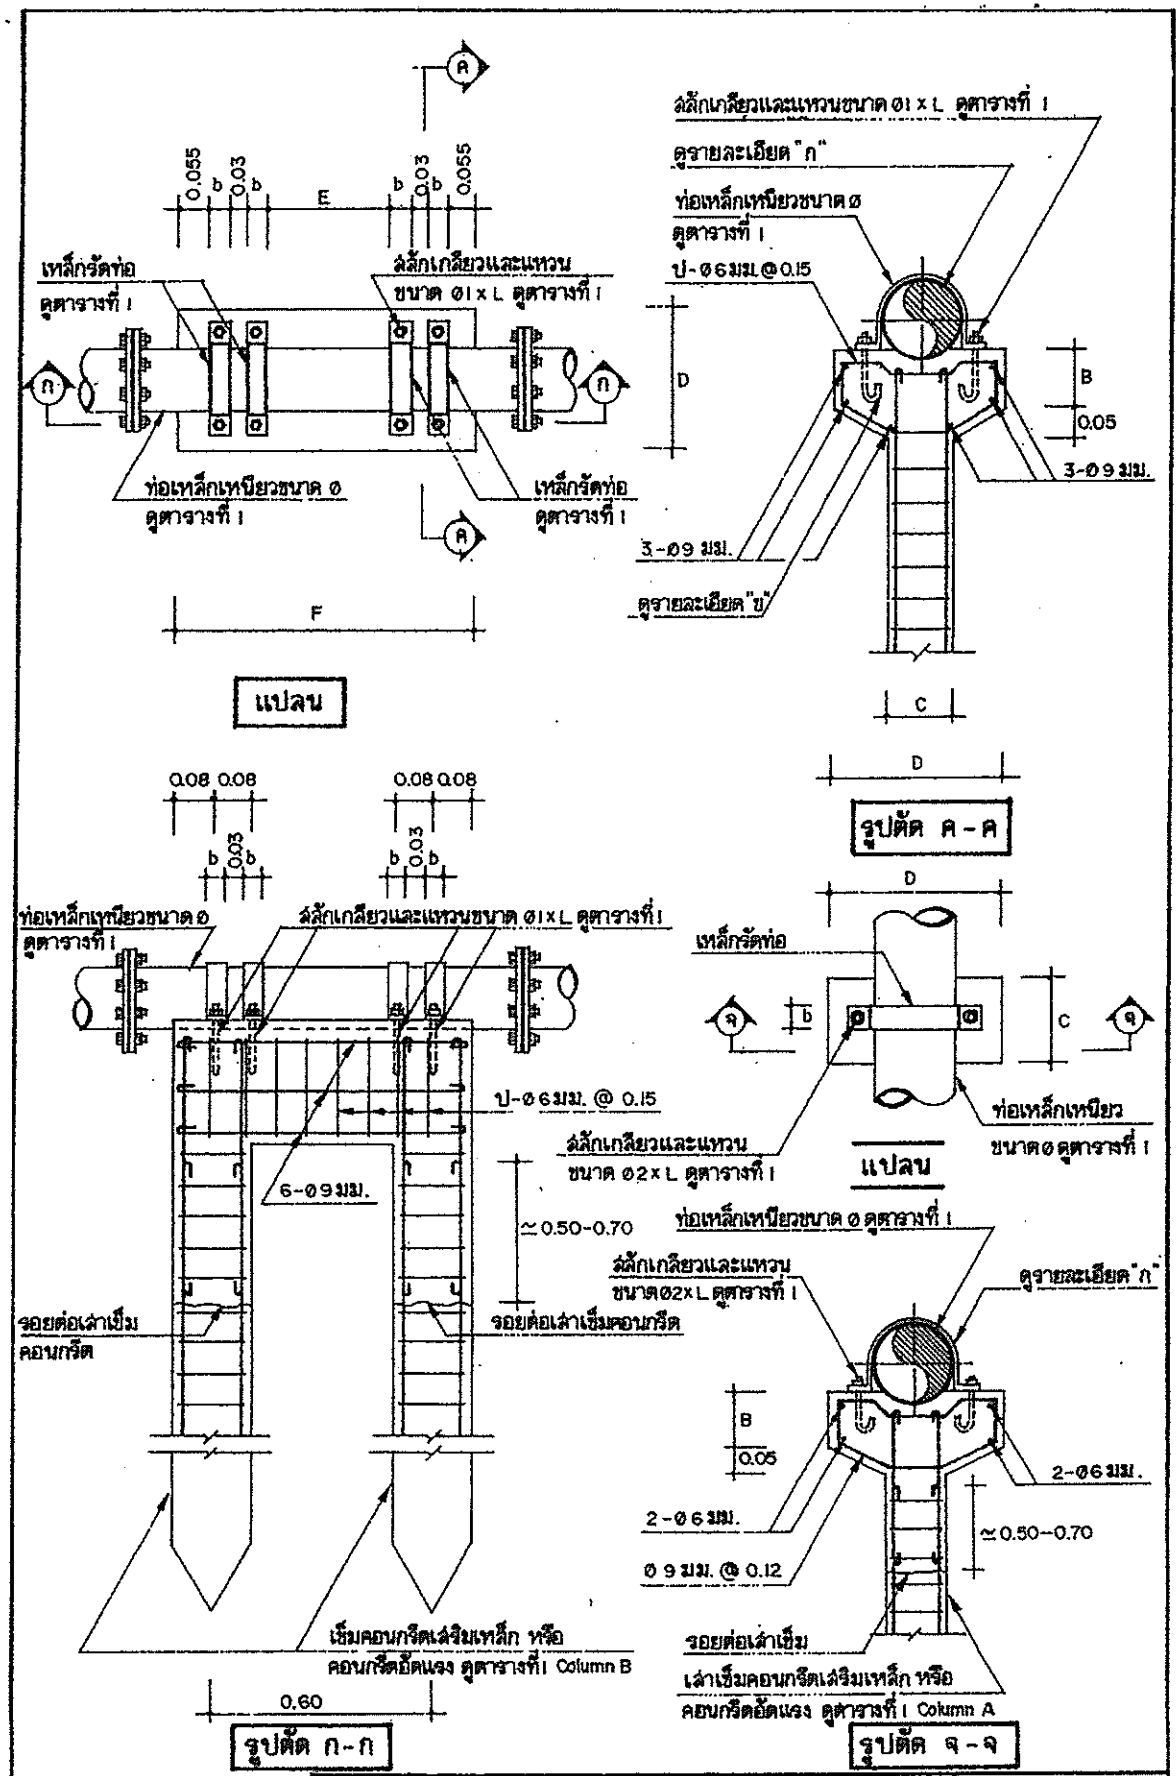 ค
0.055
b
0.03
b
E
b
0.03
b
0.055
เหล็กรัดท่อ
ดูตารางที่ 1
สลักเกลียวและแหวน
ขนาด Ø1×L ดูตารางที่ 1
ก
ก
ท่อเหล็กเหนียวขนาด Ø
ดูตารางที่ 1
เหล็กรัดท่อ
ดูตารางที่ 1
ค
F
แปลน
สลักเกลียวและแหวนขนาด Ø1×L ดูตารางที่ 1
ดูรายละเอียด "ก"
ท่อเหล็กเหนียวขนาด Ø
ดูตารางที่ 1
ป-Ø6มม.@0.15
D
B
0.05
3-Ø9 มม.
3-Ø9 มม.
ดูรายละเอียด "ข"
C
D
รูปตัด ค-ค
0.08 0.08
0.08 0.08
b 0.03 b
b 0.03 b
ท่อเหล็กเหนียวขนาด Ø
ดูตารางที่ 1
สลักเกลียวและแหวนขนาด Ø1×L ดูตารางที่ 1
ป-Ø6มม. @ 0.15
6-Ø9มม.
≃0.50-0.70
รอยต่อเสาเข็ม
คอนกรีต
รอยต่อเสาเข็มคอนกรีต
เข็มคอนกรีตเสริมเหล็ก หรือ
คอนกรีตอัดแรง ดูตารางที่ 1 Column B
0.60
รูปตัด ก-ก
D
เหล็กรัดท่อ
จ
b
C
จ
สลักเกลียวและแหวน
ขนาด Ø2×L ดูตารางที่ 1
ท่อเหล็กเหนียว
ขนาดØดูตารางที่ 1
แปลน
ท่อเหล็กเหนียวขนาด Ø ดูตารางที่ 1
สลักเกลียวและแหวน
ขนาดØ2×L ดูตารางที่ 1
ดูรายละเอียด "ก"
B
0.05
2-Ø6มม.
2-Ø6 มม.
≃0.50-0.70
Ø 9 มม. @ 0.12
รอยต่อเสาเข็ม
เสาเข็มคอนกรีตเสริมเหล็ก หรือ
คอนกรีตอัดแรง ดูตารางที่ 1 Column A
รูปตัด จ-จ